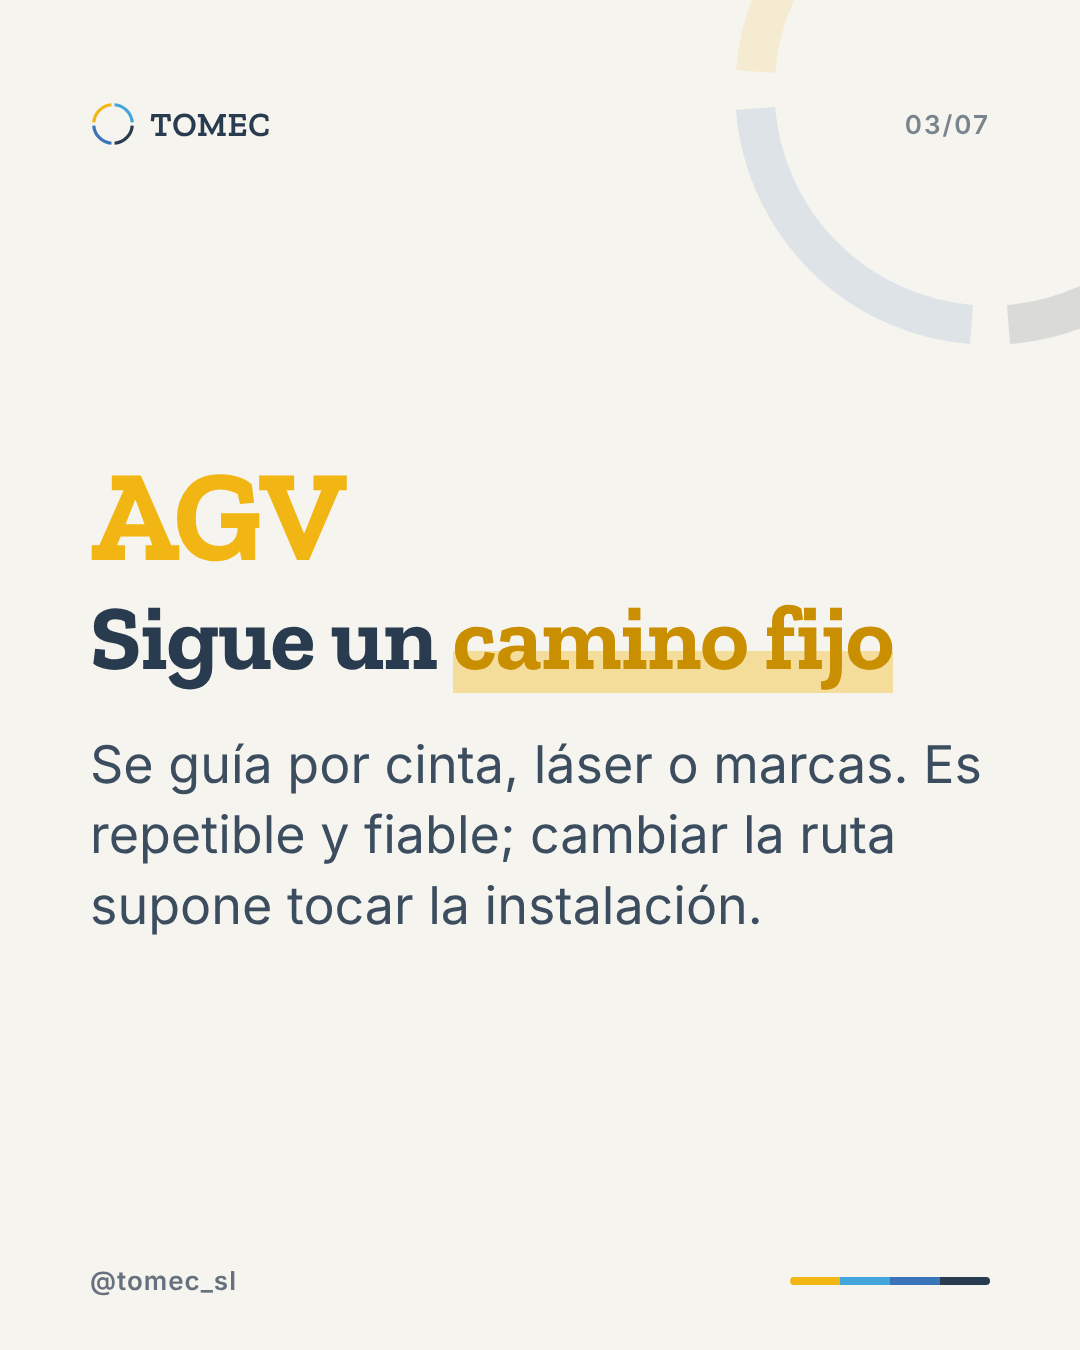 TOMEC
03/07
AGV
Sigue un camino fijo
Se guía por cinta, láser o marcas. Es
repetible y fiable; cambiar la ruta
supone tocar la instalación.
@tomec_sl